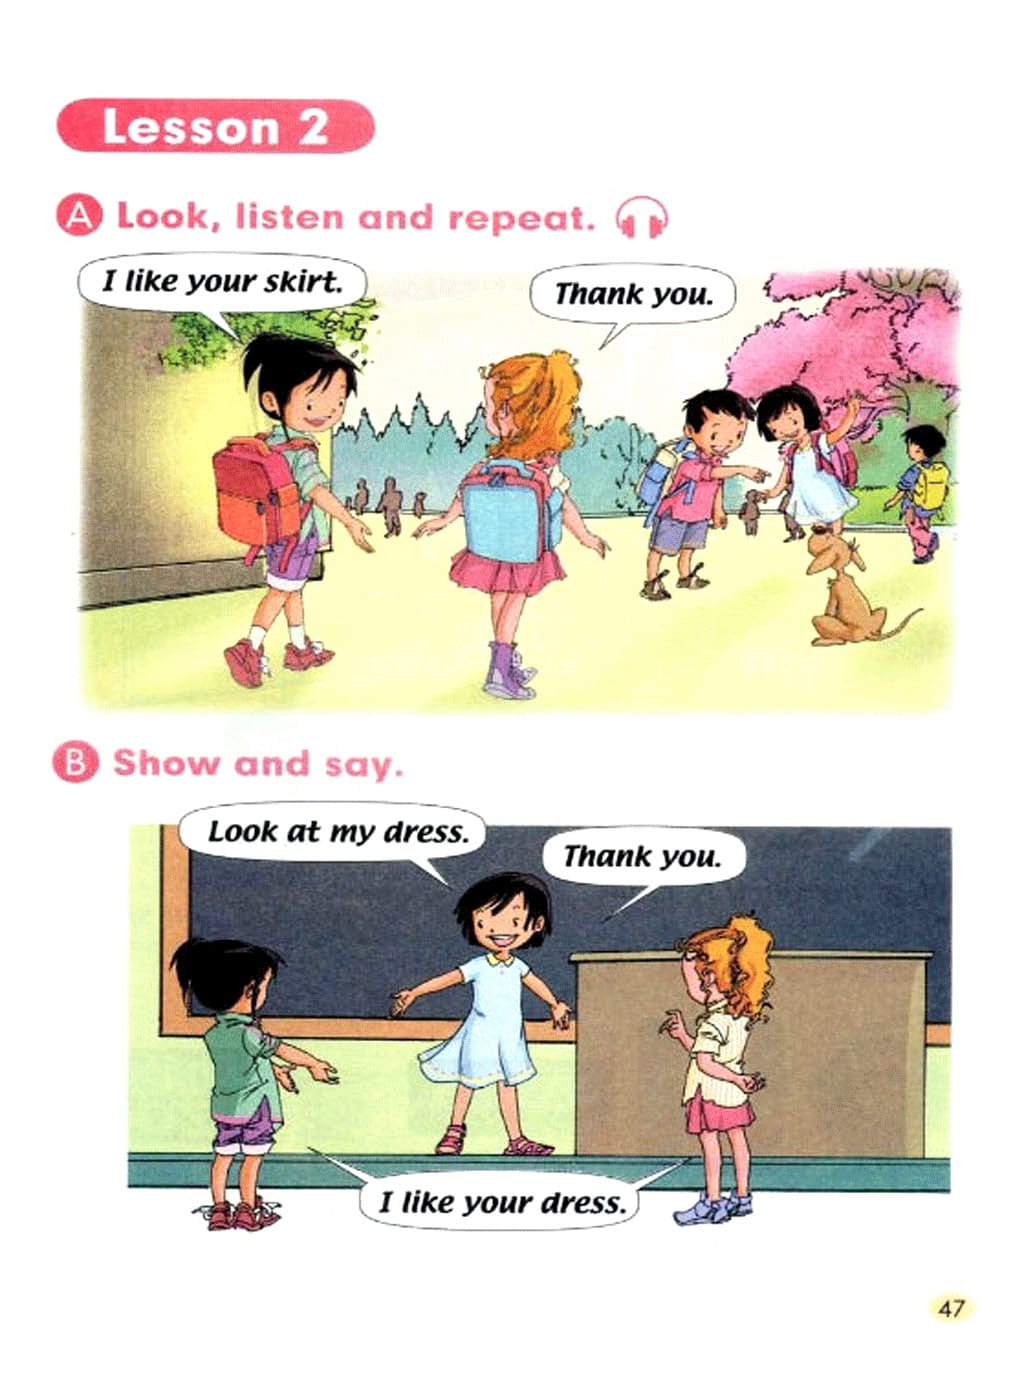 Lesson 2
A Look, listen and repeat.
I like your skirt.
Thank you.
B Show and say.
Look at my dress.
Thank you.
I like your dress.
47